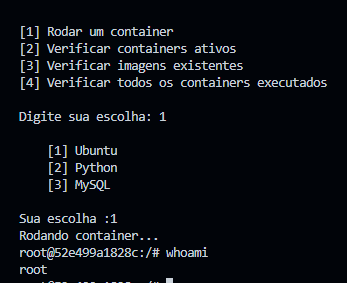 [1] Rodar um container
[2] Verificar containers ativos
[3] Verificar imagens existentes
[4] Verificar todos os containers executados
Digite sua escolha: 1
[1] Ubuntu
[2] Python
[3] MySQL
Sua escolha :1
Rodando container...
root@52e499a1828c:/# whoami
root